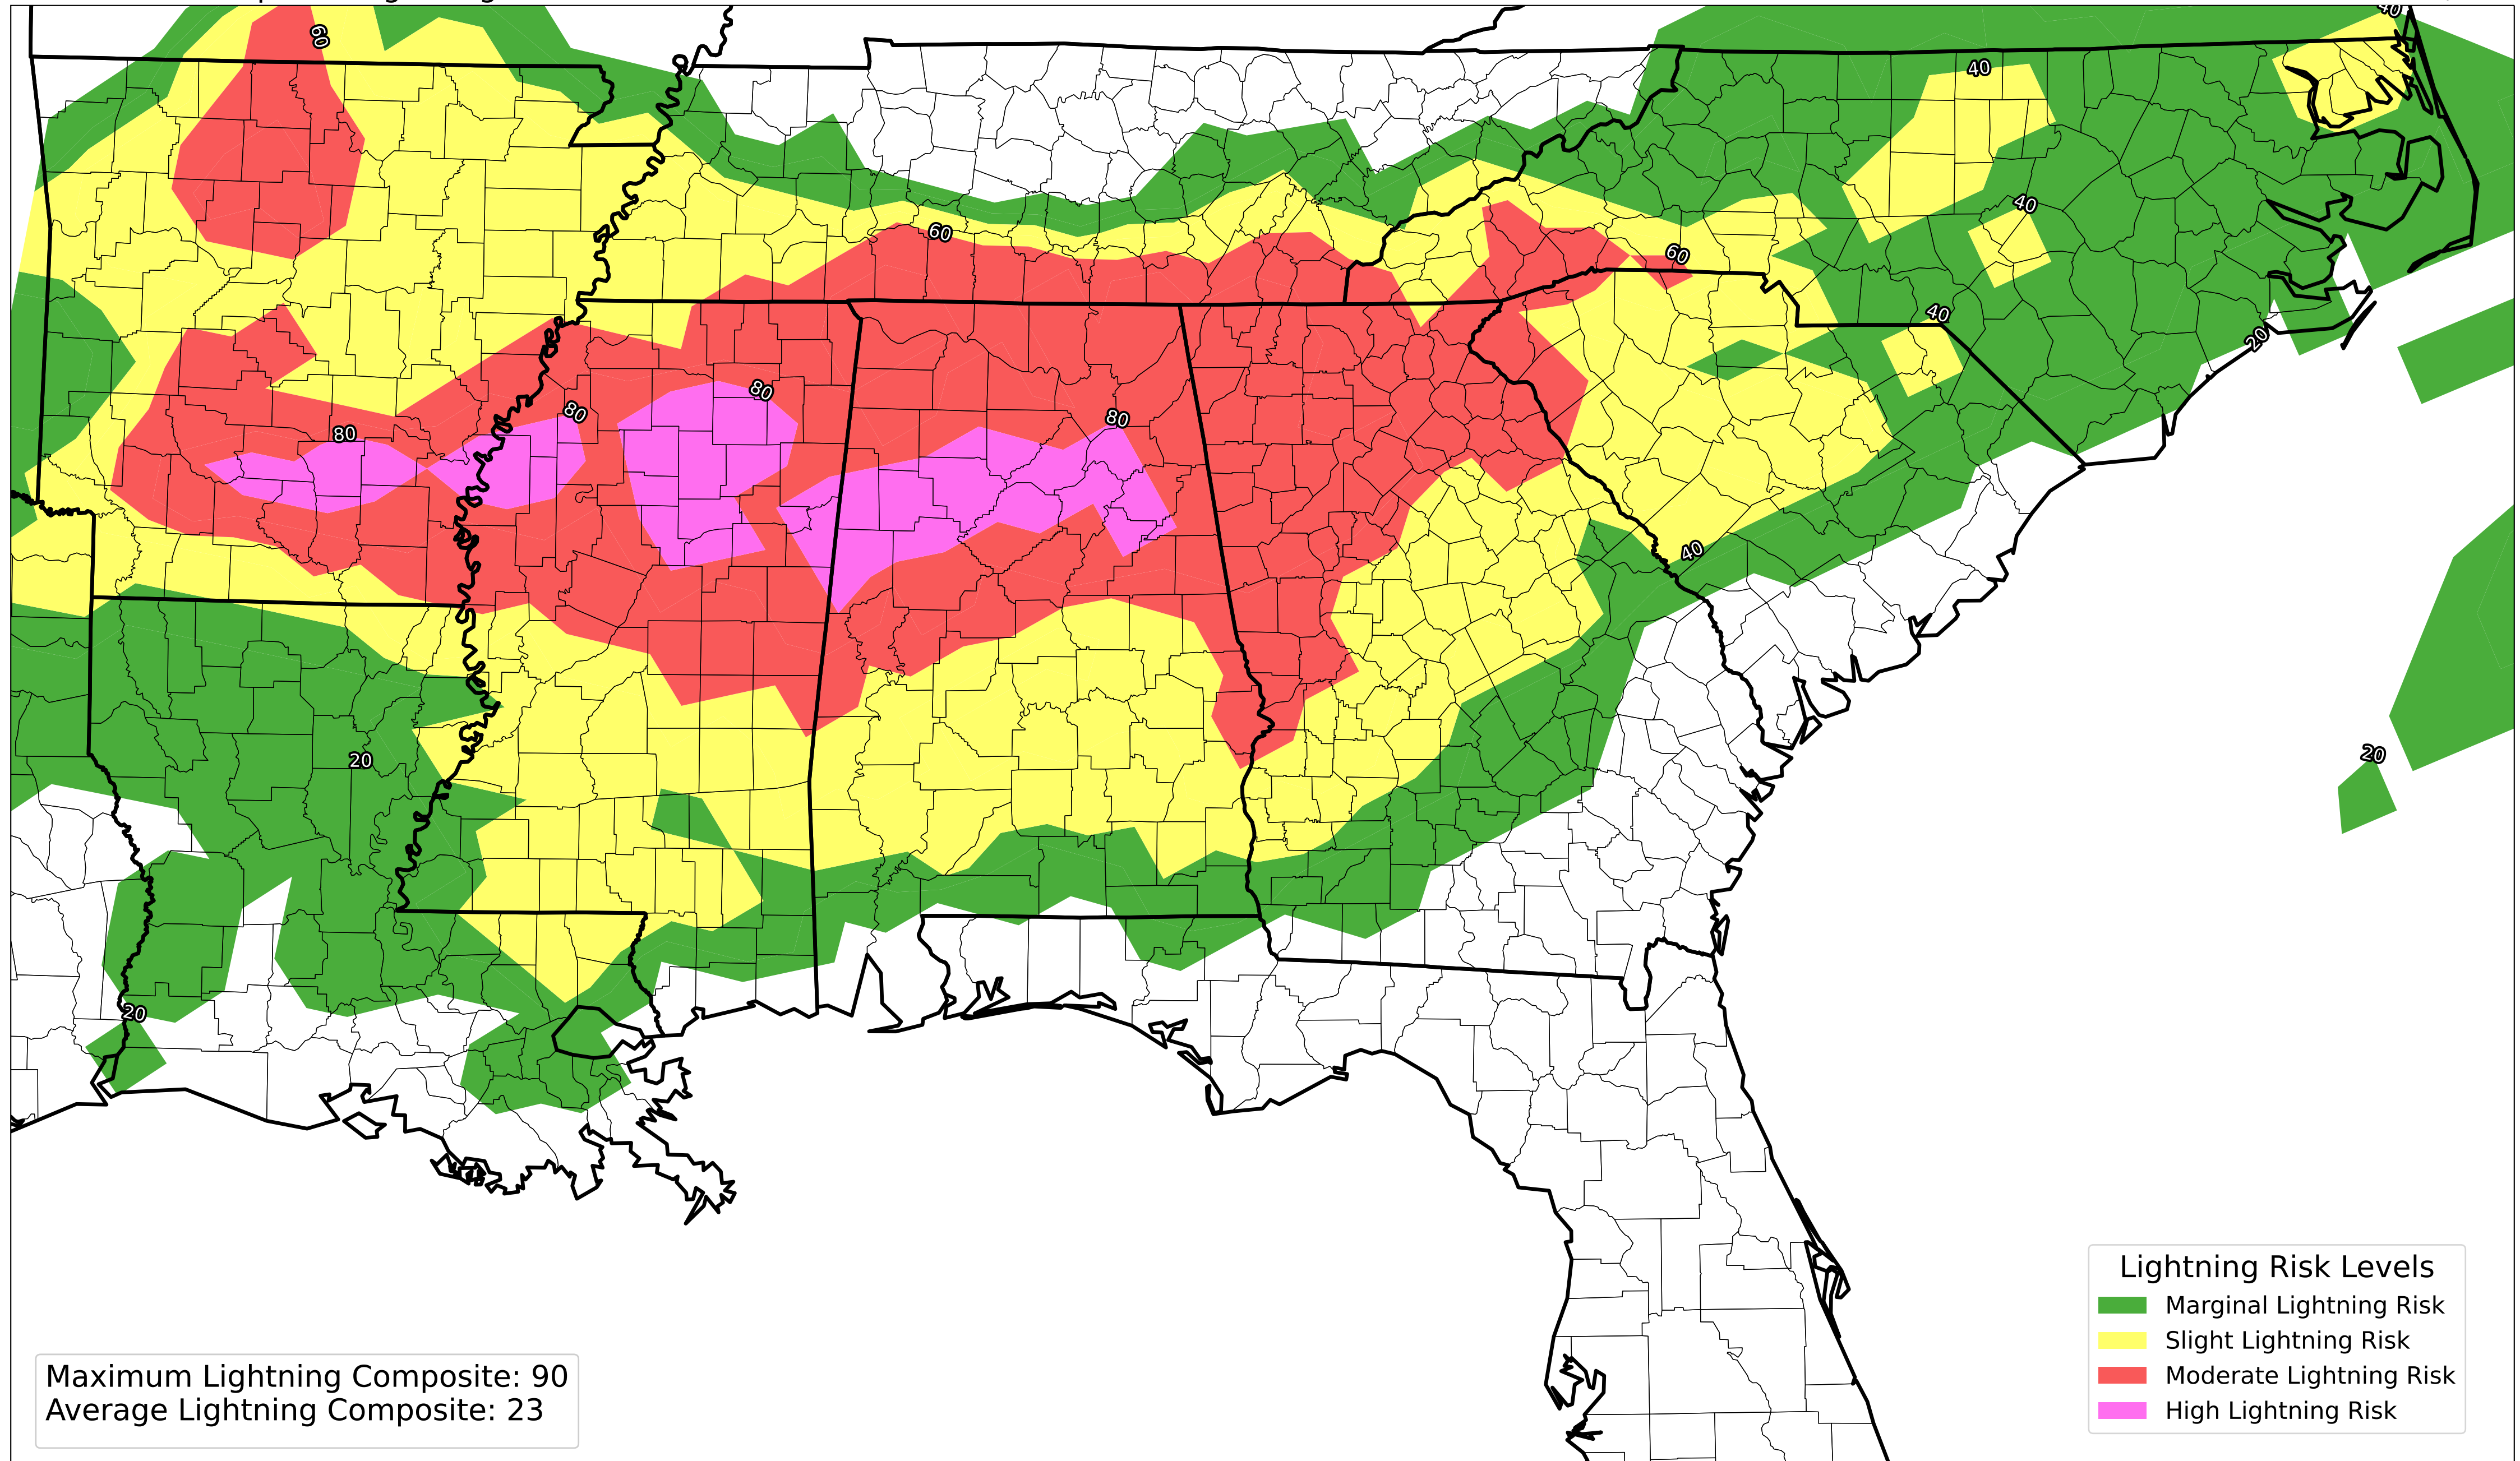 60
40
40
40
60
60
40
20
80
80
80
80
40
20
20
20
Lightning Risk Levels
Marginal Lightning Risk
Slight Lightning Risk
Moderate Lightning Risk
High Lightning Risk
Maximum Lightning Composite: 90
Average Lightning Composite: 23